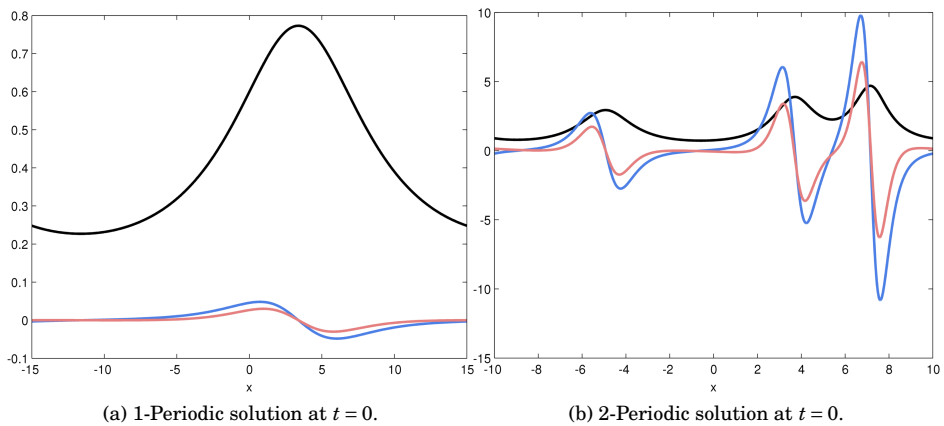 0.8
0.7
0.6
0.5
0.4
0.3
0.2
0.1
0
-0.1
-15 -10 -5 0 5 10 15
x
10
5
0
-5
-10
-15
-10 -8 -6 -4 -2 0 2 4 6 8 10
x
(a) 1-Periodic solution at t = 0.
(b) 2-Periodic solution at t = 0.